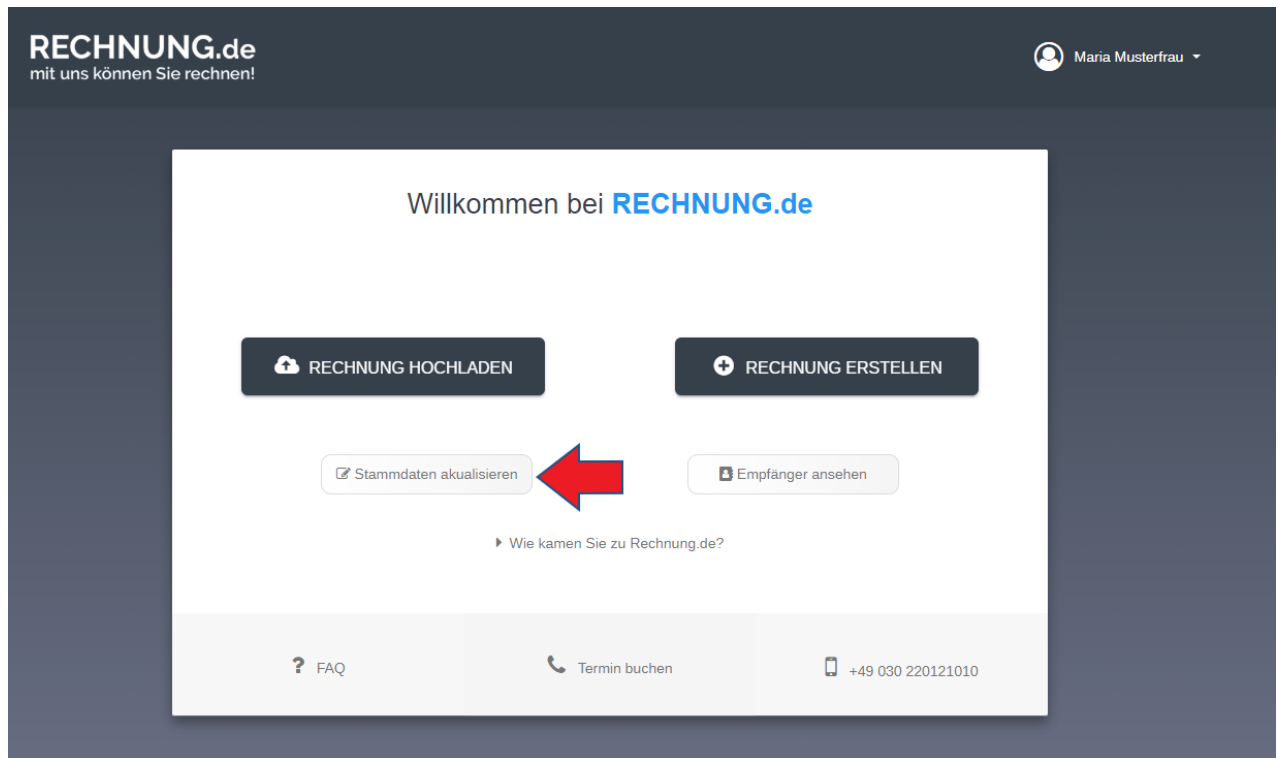 RECHNUNG.de
mit uns können Sie rechnen!
Maria Musterfrau
Willkommen bei RECHNUNG.de
RECHNUNG HOCHLADEN
RECHNUNG ERSTELLEN
Stammdaten akualisieren
Empfänger ansehen
Wie kamen Sie zu Rechnung.de?
? FAQ
Termin buchen
+49 030 220121010